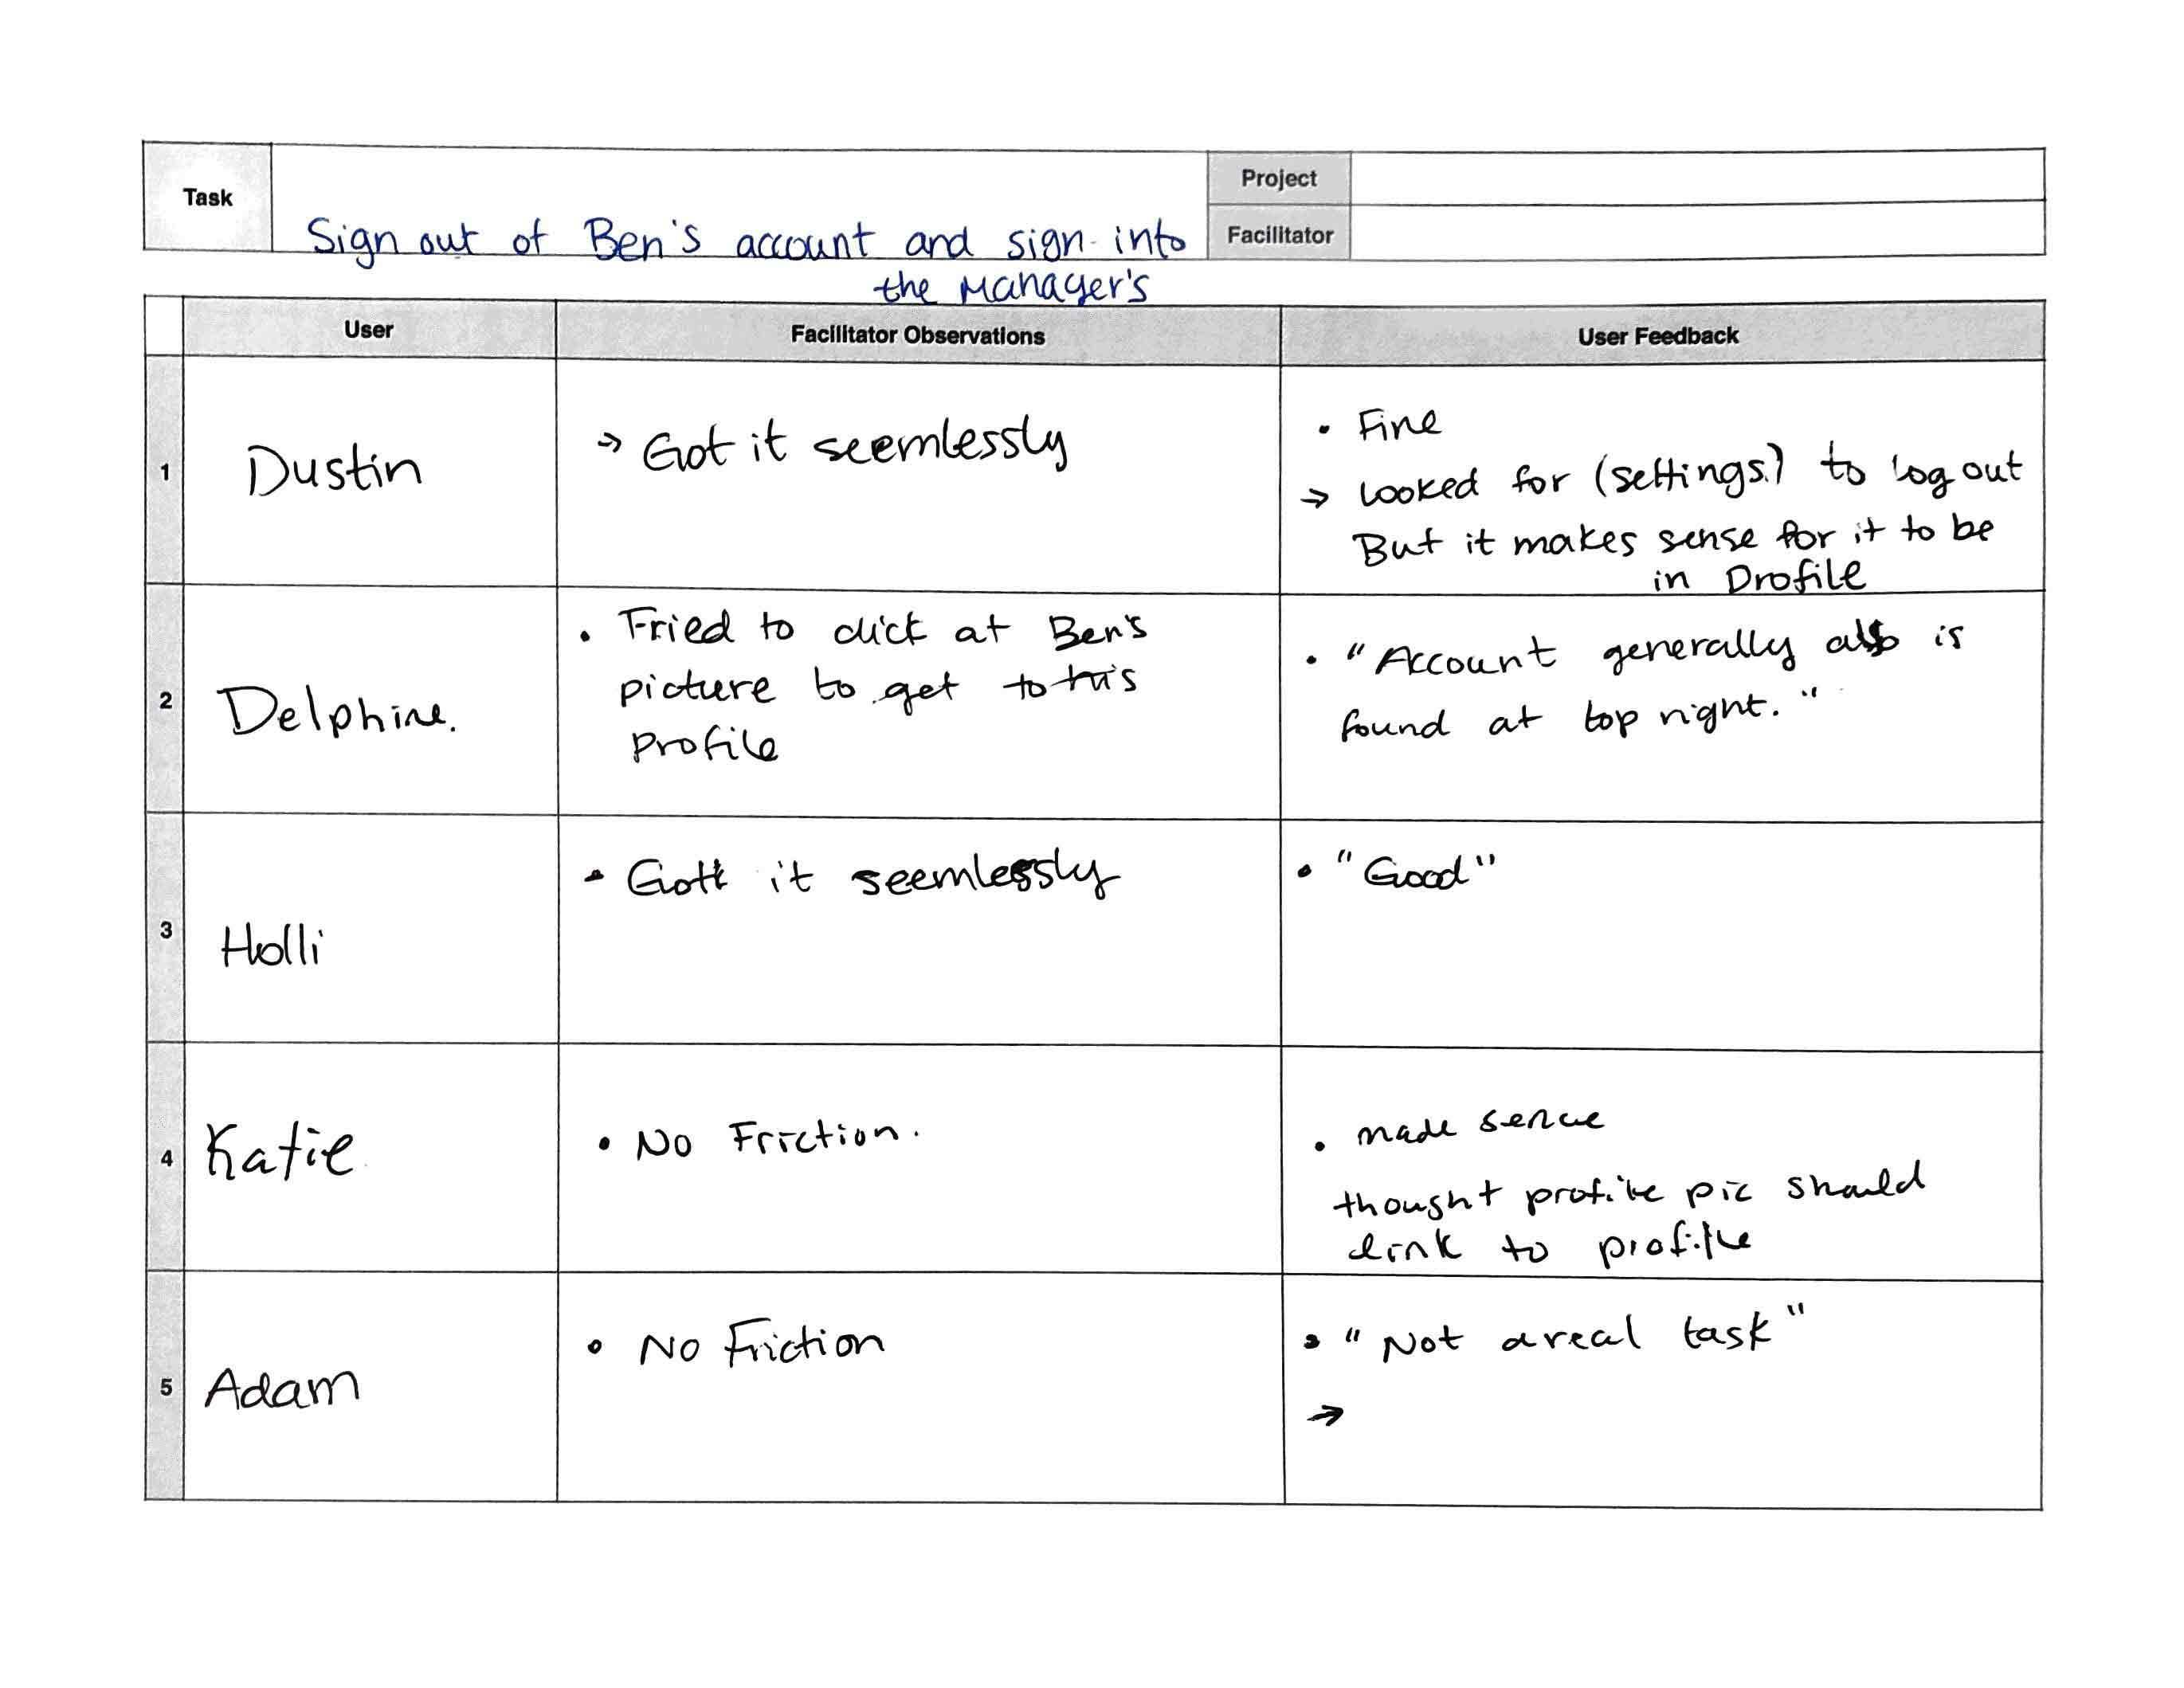 Task
Project
Sign out of Ben's account and sign into
Facilitator
the Manager's
User
Facilitator Observations
User Feedback
1
Dustin
→ Got it seemlessly
• Fine
→ looked for (settings?) to log out
But it makes sense for it to be
in Profile
2
Delphine.
• Tried to click at Ben's
picture to get to his
profile
• "Account generally also is
found at top right."
3
Holli
• Gott it seemlessly
• "Good"
4
Katie
• No Friction.
• made sence
thought profile pic should
link to profile
5
Adam
• No Friction
• "Not a real task"
→